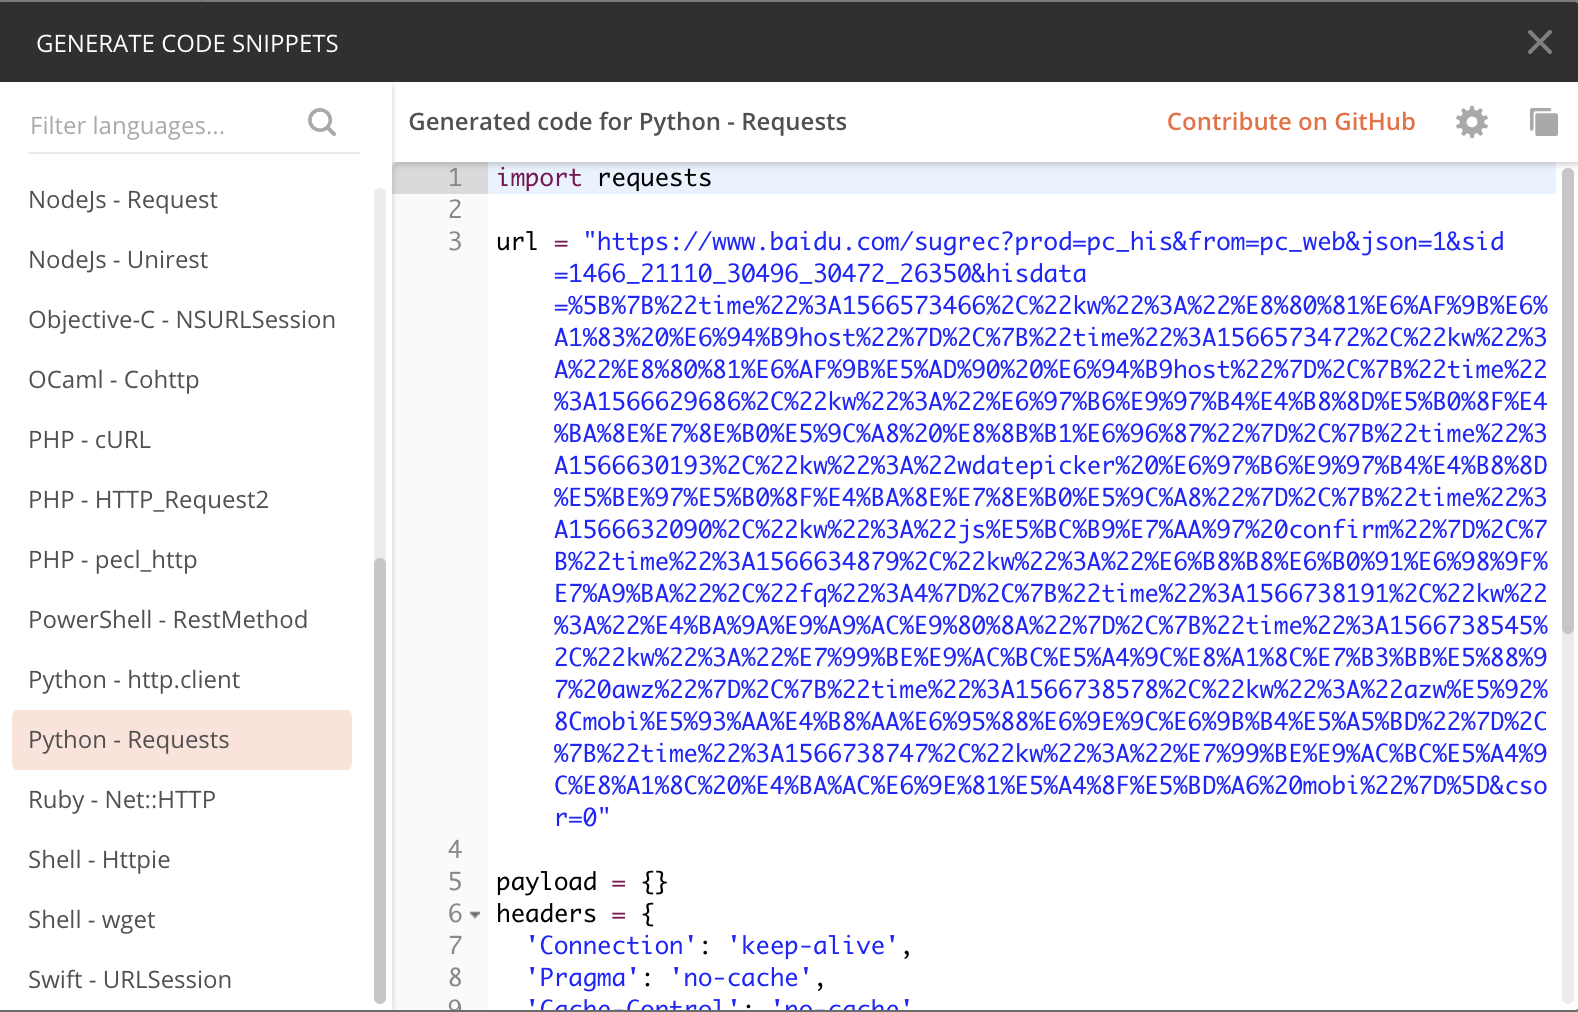 GENERATE CODE SNIPPETS
Filter languages...
NodeJs - Request
NodeJs - Unirest
Objective-C - NSURLSession
OCaml - Cohttp
PHP - cURL
PHP - HTTP_Request2
PHP - pecl_http
PowerShell - RestMethod
Python - http.client
Python - Requests
Ruby - Net::HTTP
Shell - Httpie
Shell - wget
Swift - URLSession
Generated code for Python - Requests
Contribute on GitHub
1 import requests
2
3 url = "https://www.baidu.com/sugrec?prod=pc_his&from=pc_web&json=1&sid
=1466_21110_30496_30472_26350&hisdata
=%5B%7B%22time%22%3A1566573466%2C%22kw%22%3A%22%E8%80%81%E6%AF%9B%E6%
A1%83%20%E6%94%B9host%22%7D%2C%7B%22time%22%3A1566573472%2C%22kw%22%3
A%22%E8%80%81%E6%AF%9B%E5%AD%90%20%E6%94%B9host%22%7D%2C%7B%22time%22
%3A1566629686%2C%22kw%22%3A%22%E6%97%B6%E9%97%B4%E4%B8%8D%E5%B0%8F%E4
%BA%8E%E7%8E%B0%E5%9C%A8%20%E8%8B%B1%E6%96%87%22%7D%2C%7B%22time%22%3
A1566630193%2C%22kw%22%3A%22wdatepicker%20%E6%97%B6%E9%97%B4%E4%B8%8D
%E5%BE%97%E5%B0%8F%E4%BA%8E%E7%8E%B0%E5%9C%A8%22%7D%2C%7B%22time%22%3
A1566632090%2C%22kw%22%3A%22js%E5%BC%B9%E7%AA%97%20confirm%22%7D%2C%7
B%22time%22%3A1566634879%2C%22kw%22%3A%22%E6%B8%B8%E6%B0%91%E6%98%9F%
E7%A9%BA%22%2C%22fq%22%3A4%7D%2C%7B%22time%22%3A1566738191%2C%22kw%22
%3A%22%E4%BA%9A%E9%A9%AC%E9%80%8A%22%7D%2C%7B%22time%22%3A1566738545%
2C%22kw%22%3A%22%E7%99%BE%E9%AC%BC%E5%A4%9C%E8%A1%8C%E7%B3%BB%E5%88%9
7%20awz%22%7D%2C%7B%22time%22%3A1566738578%2C%22kw%22%3A%22azw%E5%92%
8Cmobi%E5%93%AA%E4%B8%AA%E6%95%88%E6%9E%9C%E6%9B%B4%E5%A5%BD%22%7D%2C
%7B%22time%22%3A1566738747%2C%22kw%22%3A%22%E7%99%BE%E9%AC%BC%E5%A4%9
C%E8%A1%8C%20%E4%BA%AC%E6%9E%81%E5%A4%8F%E5%BD%A6%20mobi%22%7D%5D&cso
r=0"
4
5 payload = {}
6 headers = {
7 'Connection': 'keep-alive',
8 'Pragma': 'no-cache',
9 'Cache-Control': 'no-cache'